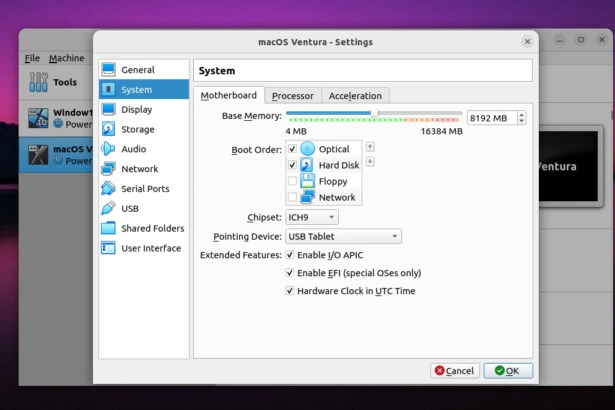 macOS Ventura - Settings
File Machine
Tools
Window1
Power
macOS V
Power
entura
General
System
Display
Storage
Audio
Network
Serial Ports
USB
Shared Folders
User Interface
System
Motherboard Processor Acceleration
Base Memory: 8192 MB
4 MB 16384 MB
Boot Order: Optical
Hard Disk
Floppy
Network
Chipset: ICH9
Pointing Device: USB Tablet
Extended Features: Enable I/O APIC
Enable EFI (special OSes only)
Hardware Clock in UTC Time
Cancel OK